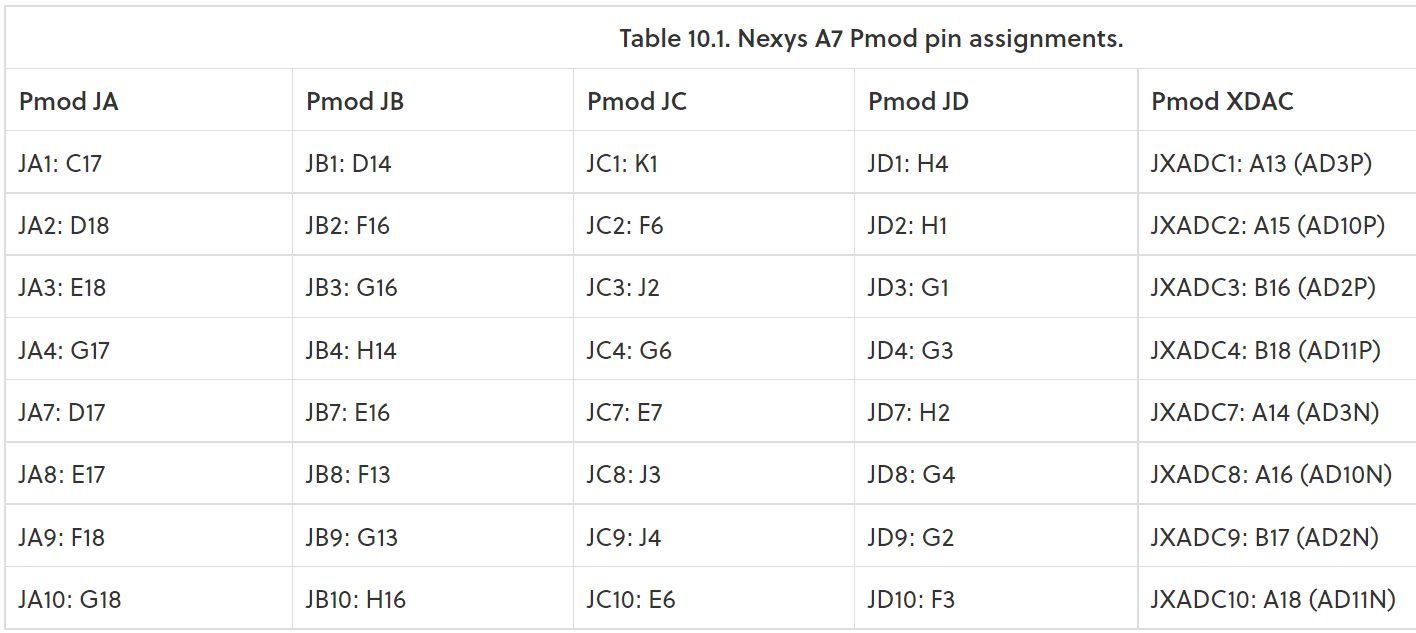 Table 10.1. Nexys A7 Pmod pin assignments.
Pmod JA Pmod JB Pmod JC Pmod JD Pmod XDAC
JA1: C17 JB1: D14 JC1: K1 JD1: H4 JXADC1: A13 (AD3P)
JA2: D18 JB2: F16 JC2: F6 JD2: H1 JXADC2: A15 (AD10P)
JA3: E18 JB3: G16 JC3: J2 JD3: G1 JXADC3: B16 (AD2P)
JA4: G17 JB4: H14 JC4: G6 JD4: G3 JXADC4: B18 (AD11P)
JA7: D17 JB7: E16 JC7: E7 JD7: H2 JXADC7: A14 (AD3N)
JA8: E17 JB8: F13 JC8: J3 JD8: G4 JXADC8: A16 (AD10N)
JA9: F18 JB9: G13 JC9: J4 JD9: G2 JXADC9: B17 (AD2N)
JA10: G18 JB10: H16 JC10: E6 JD10: F3 JXADC10: A18 (AD11N)